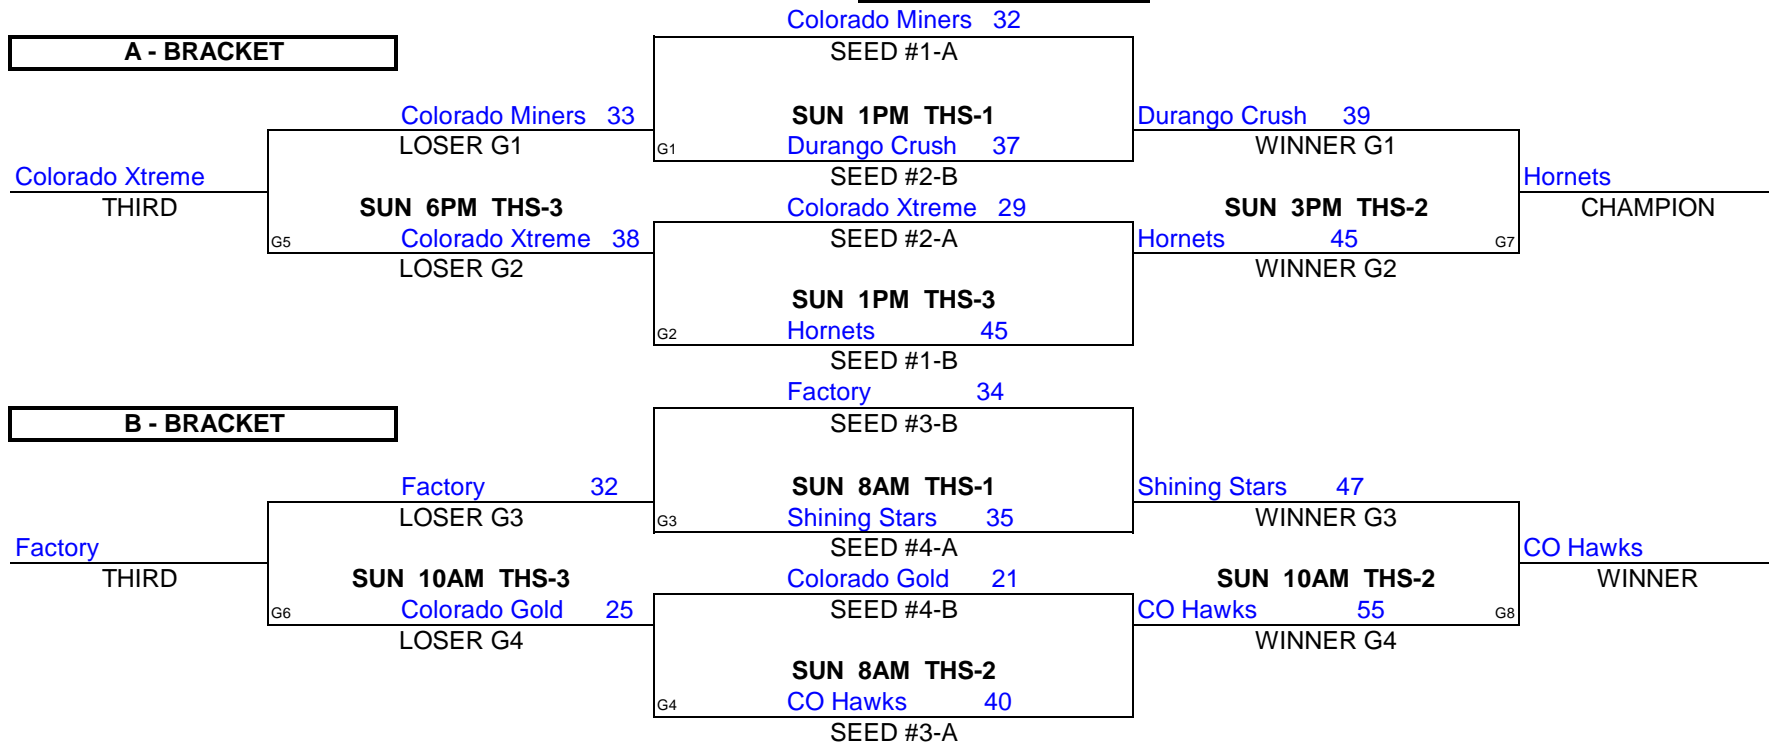 Colorado Miners 32
A - BRACKET
SEED #1-A
Colorado Miners 33
SUN 1PM THS-1
Durango Crush 39
LOSER G1
G1
Durango Crush 37
WINNER G1
Colorado Xtreme
SEED #2-B
Hornets
THIRD
SUN 6PM THS-3
Colorado Xtreme 29
SUN 3PM THS-2
CHAMPION
G5
Colorado Xtreme 38
SEED #2-A
Hornets 45
G7
LOSER G2
WINNER G2
SUN 1PM THS-3
G2
Hornets 45
SEED #1-B
Factory 34
B - BRACKET
SEED #3-B
Factory 32
SUN 8AM THS-1
Shining Stars 47
LOSER G3
G3
Shining Stars 35
WINNER G3
Factory
SEED #4-A
CO Hawks
THIRD
SUN 10AM THS-3
Colorado Gold 21
SUN 10AM THS-2
WINNER
G6
Colorado Gold 25
SEED #4-B
CO Hawks 55
G8
LOSER G4
WINNER G4
SUN 8AM THS-2
G4
CO Hawks 40
SEED #3-A